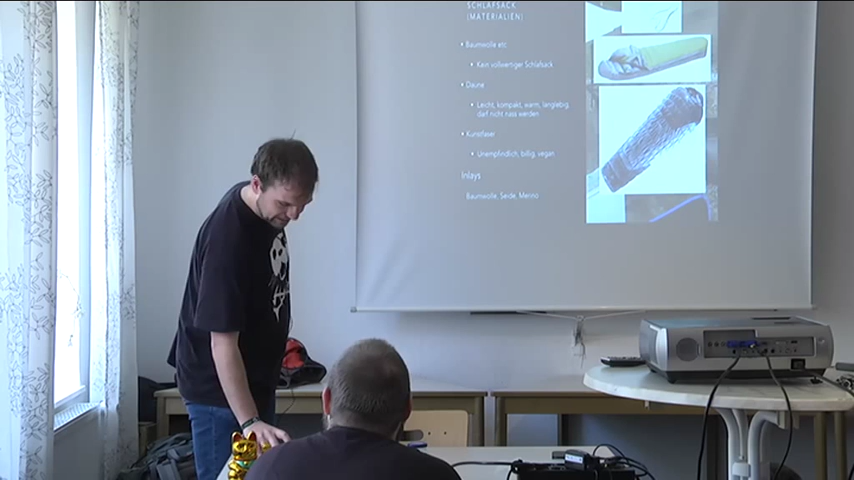 SCHLAFSACK
(MATERIALIEN)
• Baumwolle etc.
• Kein vollwertiger Schlafsack
• Daune
• Leicht, kompakt, warm, langlebig,
darf nicht nass werden
• Kunstfaser
• Unempfindlich, billig, vegan
Inlays
Baumwolle, Seide, Merino